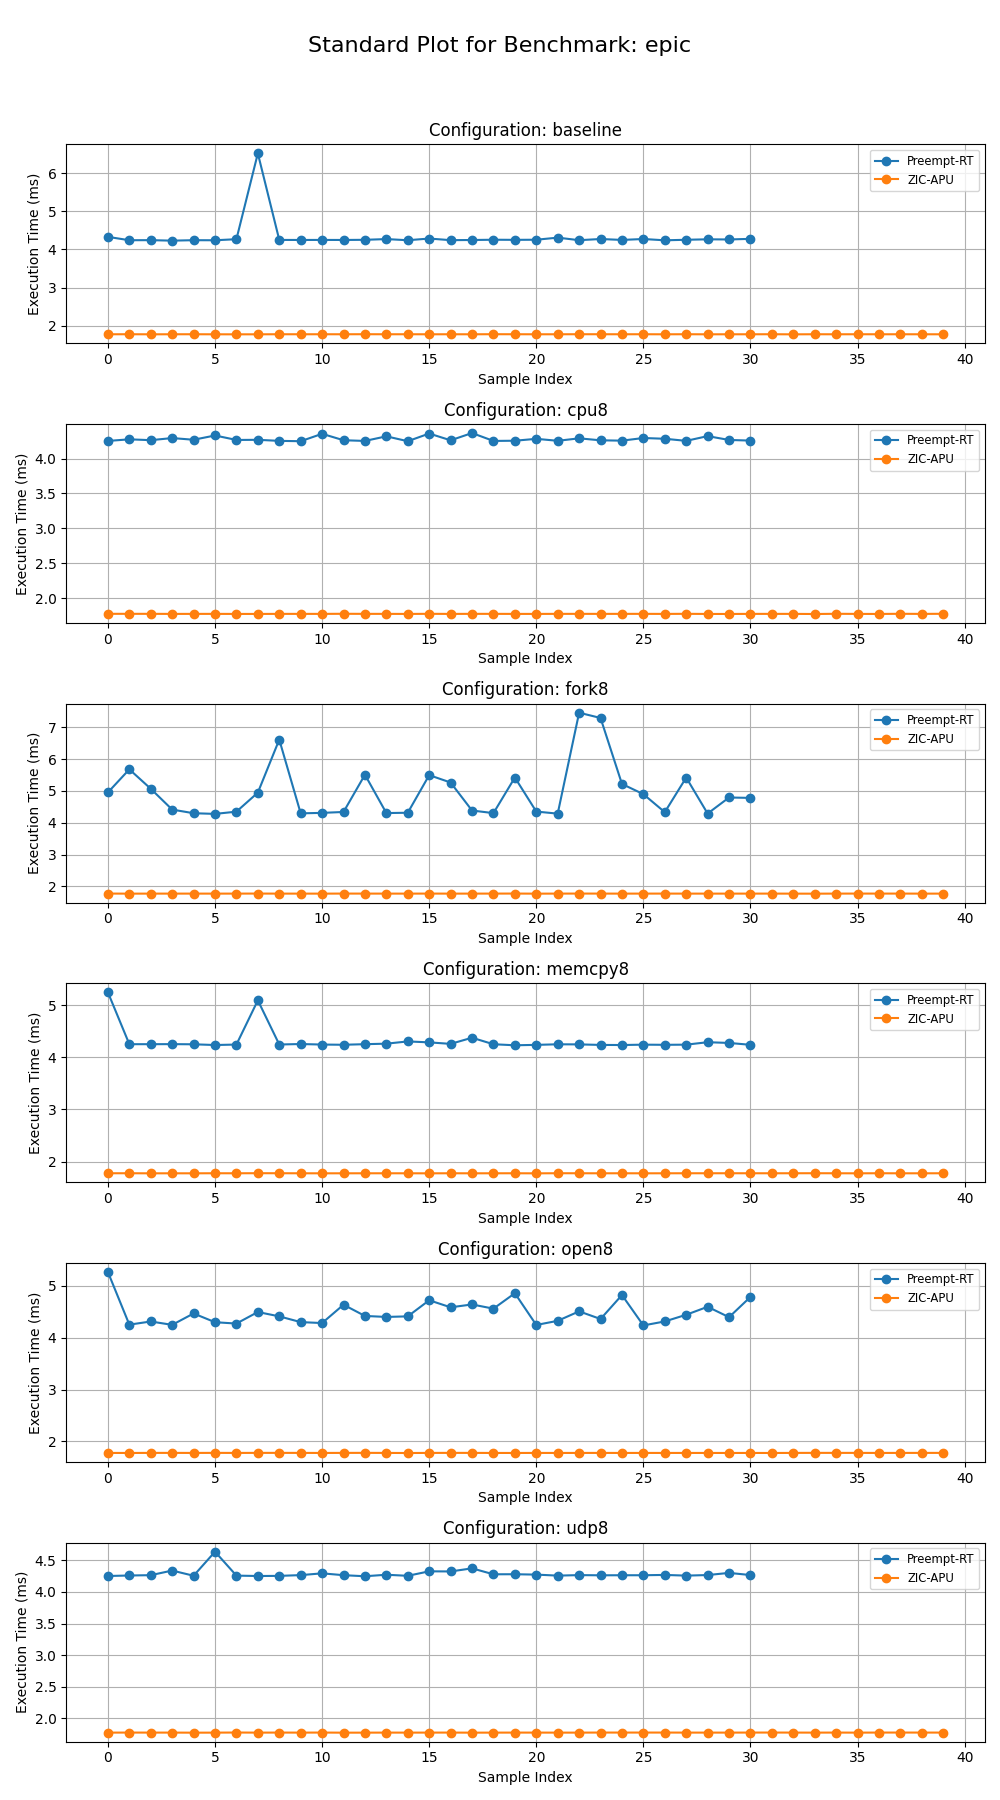 Standard Plot for Benchmark: epic
Configuration: baseline
Execution Time (ms)
6
5
4
3
2
Preempt-RT
ZIC-APU
0 5 10 15 20 25 30 35 40
Sample Index
Configuration: cpu8
Execution Time (ms)
4.0
3.5
3.0
2.5
2.0
Preempt-RT
ZIC-APU
0 5 10 15 20 25 30 35 40
Sample Index
Configuration: fork8
Execution Time (ms)
7
6
5
4
3
2
Preempt-RT
ZIC-APU
0 5 10 15 20 25 30 35 40
Sample Index
Configuration: memcpy8
Execution Time (ms)
5
4
3
2
Preempt-RT
ZIC-APU
0 5 10 15 20 25 30 35 40
Sample Index
Configuration: open8
Execution Time (ms)
5
4
3
2
Preempt-RT
ZIC-APU
0 5 10 15 20 25 30 35 40
Sample Index
Configuration: udp8
Execution Time (ms)
4.5
4.0
3.5
3.0
2.5
2.0
Preempt-RT
ZIC-APU
0 5 10 15 20 25 30 35 40
Sample Index